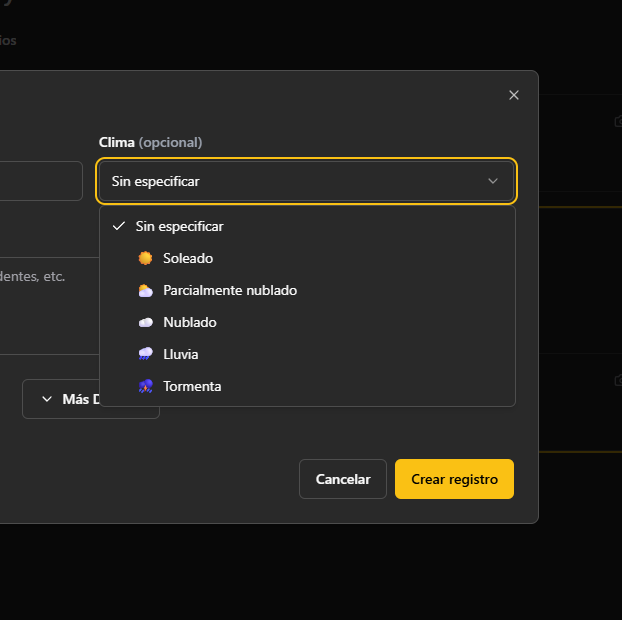 ios
Clima (opcional)
Sin especificar
Sin especificar
Soleado
dentes, etc.
Parcialmente nublado
Nublado
Lluvia
Tormenta
Más D
Cancelar
Crear registro